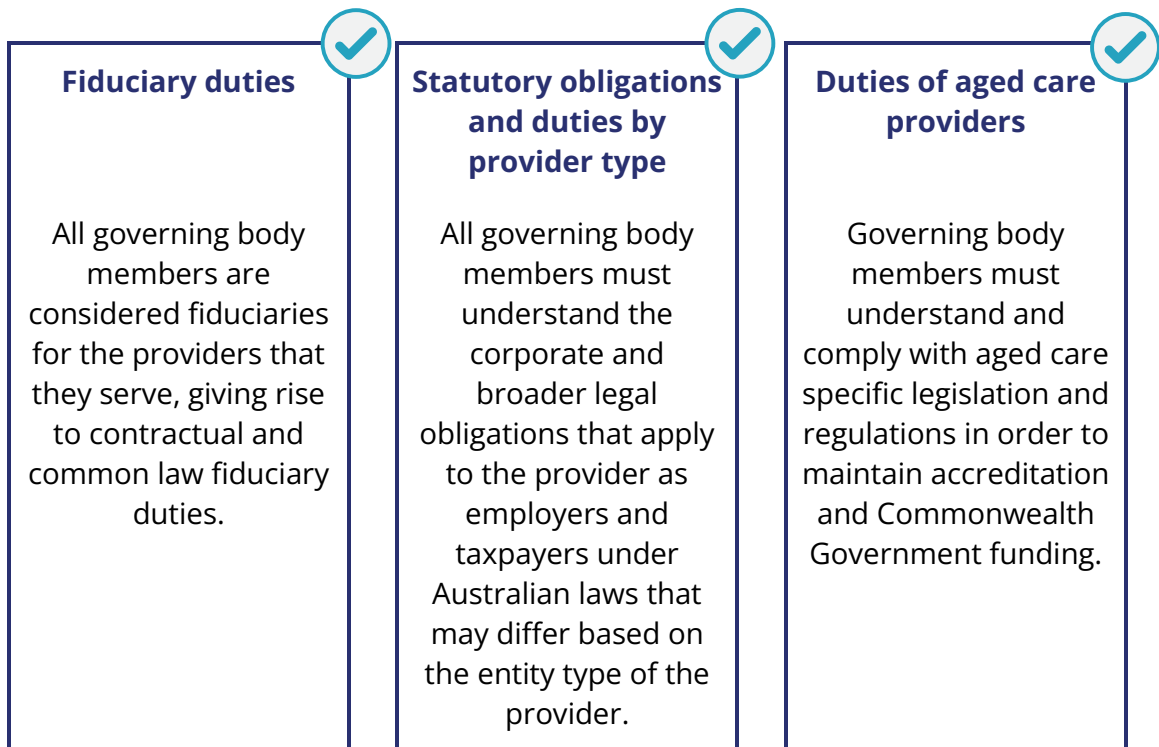 Fiduciary duties
All governing body
members are
considered fiduciaries
for the providers that
they serve, giving rise
to contractual and
common law fiduciary
duties.
Statutory obligations
and duties by
provider type
All governing body
members must
understand the
corporate and
broader legal
obligations that apply
to the provider as
employers and
taxpayers under
Australian laws that
may differ based on
the entity type of the
provider.
Duties of aged care
providers
Governing body
members must
understand and
comply with aged care
specific legislation and
regulations in order to
maintain accreditation
and Commonwealth
Government funding.